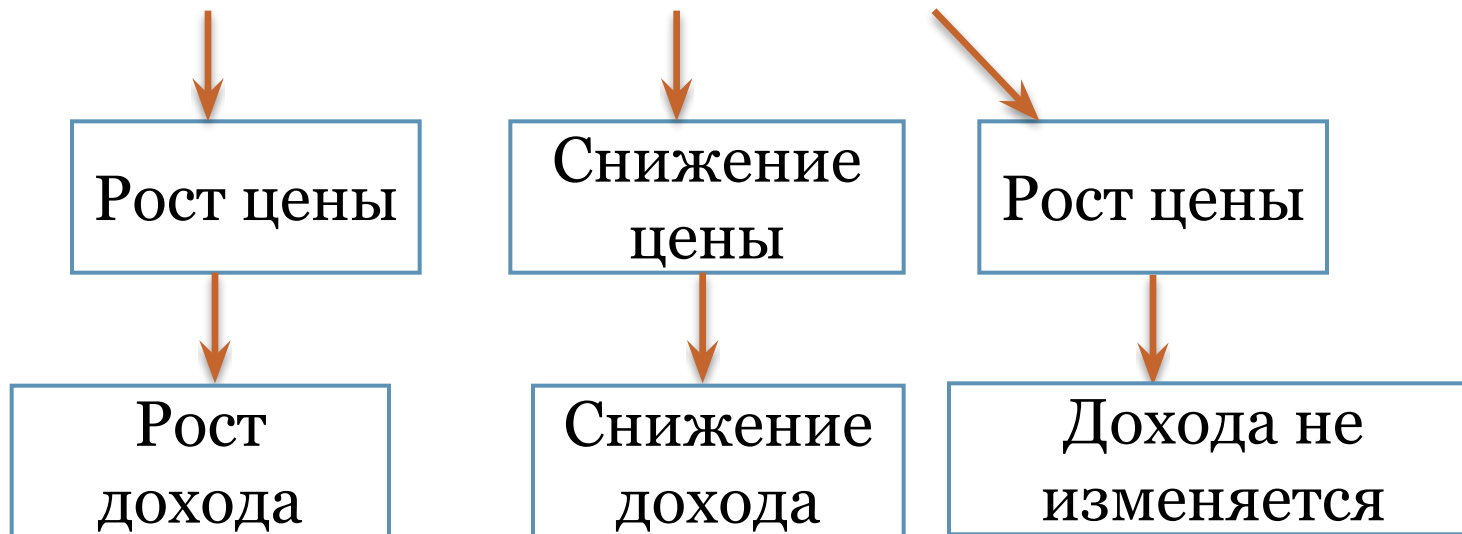 Рост цены
Снижение
цены
Рост цены
Рост
дохода
Снижение
дохода
Дохода не
изменяется